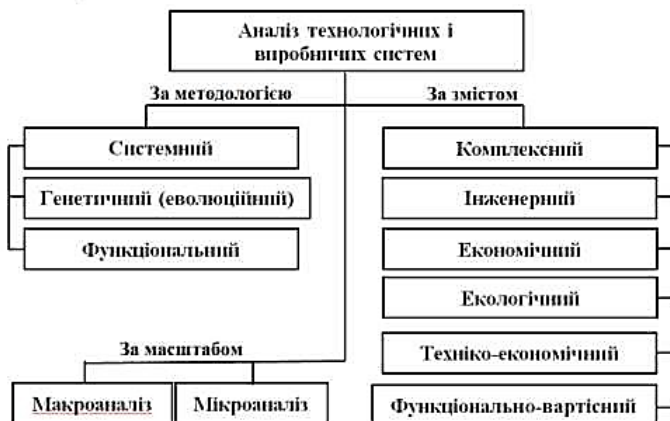 Аналіз технологічних і
виробничих систем
За методологією
За змістом
Системний
Генетичний (еволюційний)
Функціональний
Комплексний
Інженерний
Економічний
Екологічний
Техніко-економічний
Функціонально-вартісний
За масштабом
Макроаналіз
Мікроаналіз